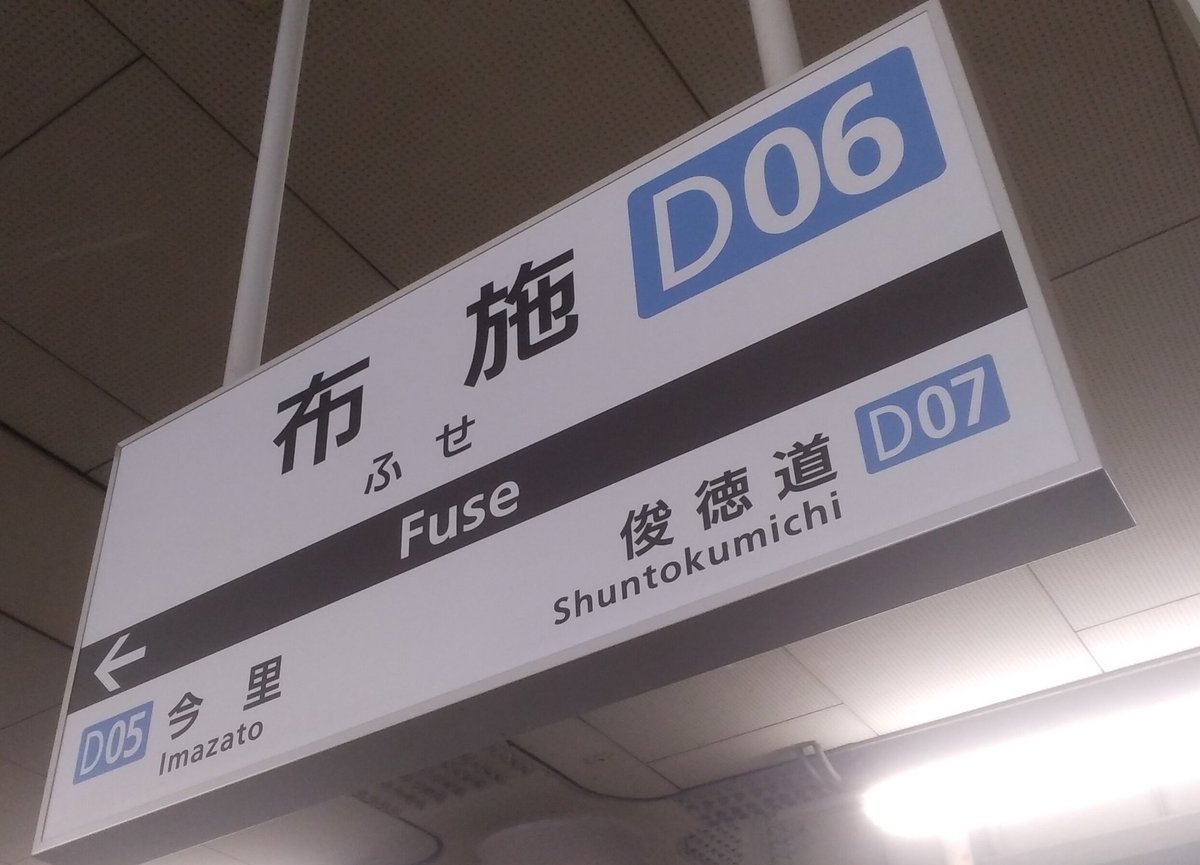 布施 D06
ふせ
Fuse
←
俊徳道 D07
Shuntokumichi
D05 今里
Imazato